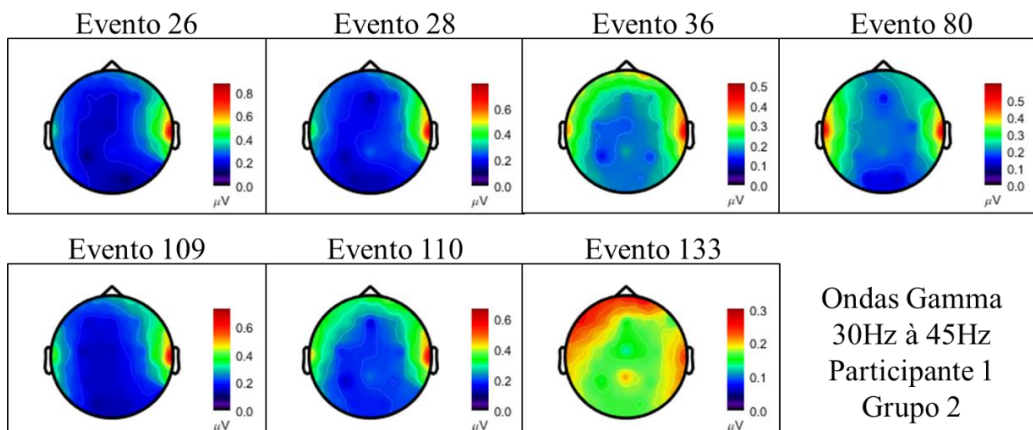 Evento 26
Evento 28
Evento 36
Evento 80
0.8
0.6
0.4
0.2
0.0
µV
0.6
0.4
0.2
0.0
µV
0.5
0.4
0.3
0.2
0.1
0.0
µV
0.5
0.4
0.3
0.2
0.1
0.0
µV
Evento 109
Evento 110
Evento 133
0.6
0.4
0.2
0.0
µV
0.6
0.4
0.2
0.0
µV
0.3
0.2
0.1
0.0
µV
Ondas Gamma
30Hz à 45Hz
Participante 1
Grupo 2